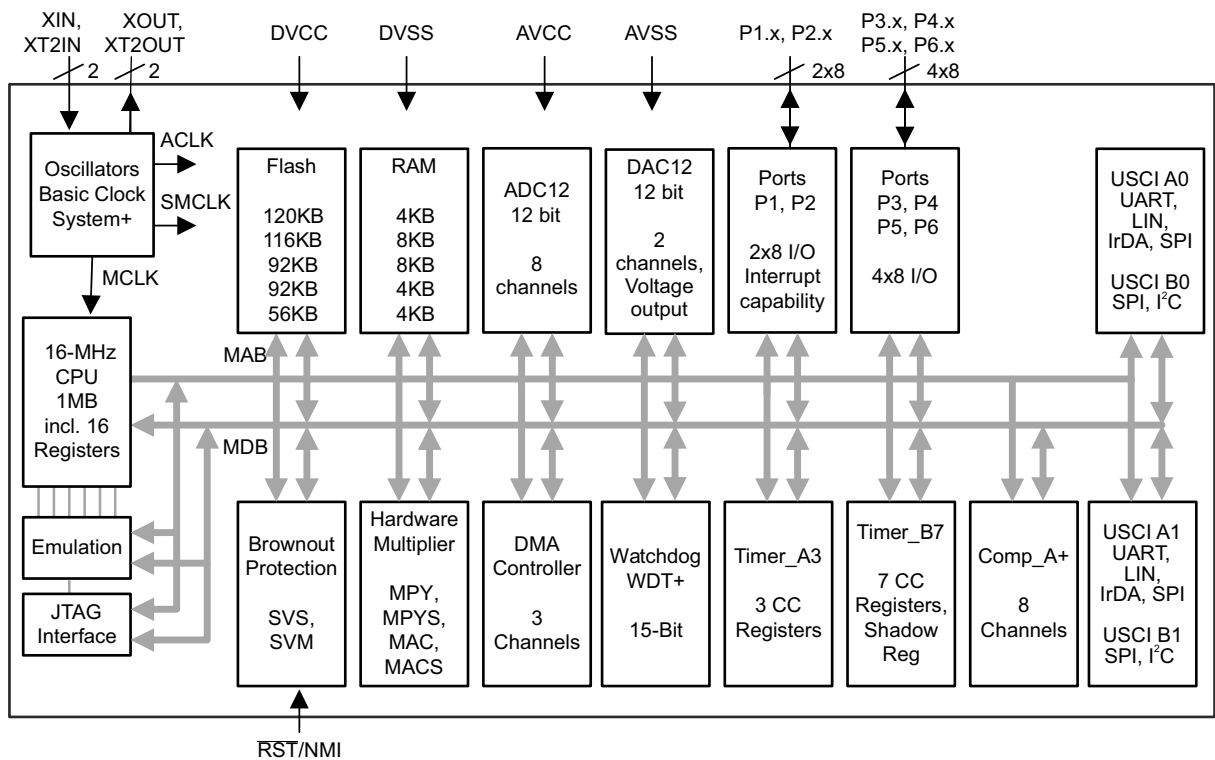 XIN,
XT2IN
2
XOUT,
XT2OUT
2
DVCC
DVSS
AVCC
AVSS
P1.x, P2.x
2x8
P3.x, P4.x
P5.x, P6.x
4x8
Oscillators
Basic Clock
System+
ACLK
SMCLK
MCLK
Flash
120KB
116KB
92KB
92KB
56KB
RAM
4KB
8KB
8KB
4KB
4KB
ADC12
12 bit
8
channels
DAC12
12 bit
2
channels,
Voltage
output
Ports
P1, P2
2x8 I/O
Interrupt
capability
Ports
P3, P4
P5, P6
4x8 I/O
USCI A0
UART,
LIN,
IrDA, SPI
USCI B0
SPI, I²C
16-MHz
CPU
1MB
incl. 16
Registers
MAB
MDB
Emulation
JTAG
Interface
Brownout
Protection
SVS,
SVM
Hardware
Multiplier
MPY,
MPYS,
MAC,
MACS
DMA
Controller
3
Channels
Watchdog
WDT+
15-Bit
Timer_A3
3 CC
Registers
Timer_B7
7 CC
Registers,
Shadow
Reg
Comp_A+
8
Channels
USCI A1
UART,
LIN,
IrDA, SPI
USCI B1
SPI, I²C
RST/NMI